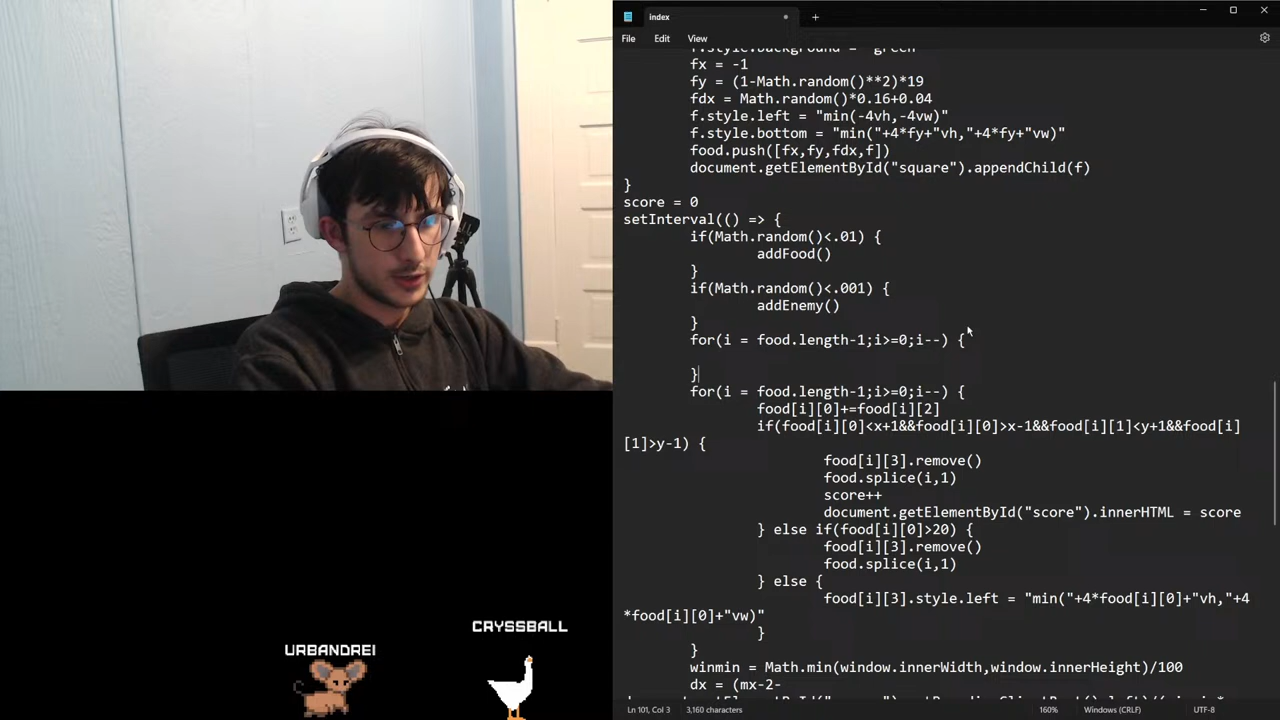 index
File Edit View
f.style.background = "green"
fx = -1
fy = (1-Math.random()**2)*19
fdx = Math.random()*0.16+0.04
f.style.left = "min(-4vh,-4vw)"
f.style.bottom = "min("+4*fy+"vh,"+4*fy+"vw)"
food.push([fx,fy,fdx,f])
document.getElementById("square").appendChild(f)
}
score = 0
setInterval(() => {
if(Math.random()<.01) {
addFood()
}
if(Math.random()<.001) {
addEnemy()
}
for(i = food.length-1;i>=0;i--) {
}
for(i = food.length-1;i>=0;i--) {
food[i][0]+=food[i][2]
if(food[i][0]<x+1&&food[i][0]>x-1&&food[i][1]<y+1&&food[i]
[1]>y-1) {
food[i][3].remove()
food.splice(i,1)
score++
document.getElementById("score").innerHTML = score
} else if(food[i][0]>20) {
food[i][3].remove()
food.splice(i,1)
} else {
food[i][3].style.left = "min("+4*food[i][0]+"vh,"+4
*food[i][0]+"vw)"
}
}
winmin = Math.min(window.innerWidth,window.innerHeight)/100
dx = (mx-2-
Ln 101, Col 3 3,160 characters 160% Windows (CRLF) UTF-8
CRYSSBALL
URBANDREI